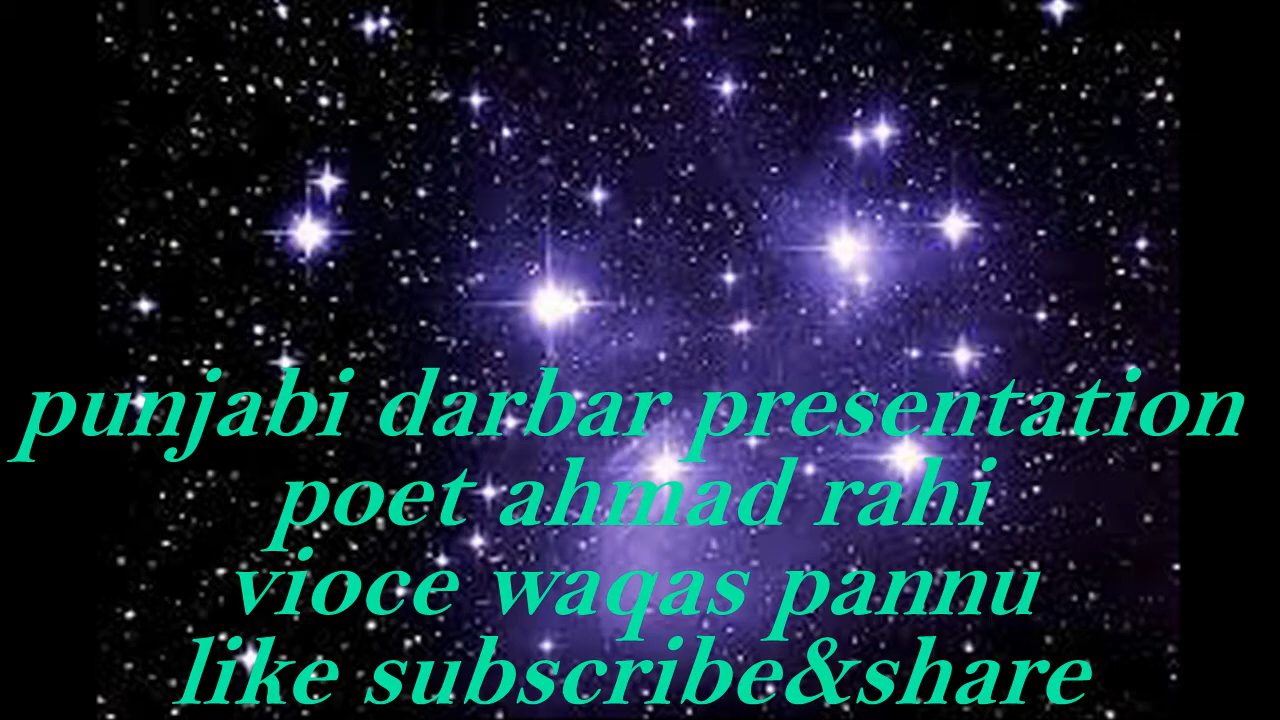 punjabi darbar presentation
poet ahmad rahi
vioce waqas pannu
like subscribe&share